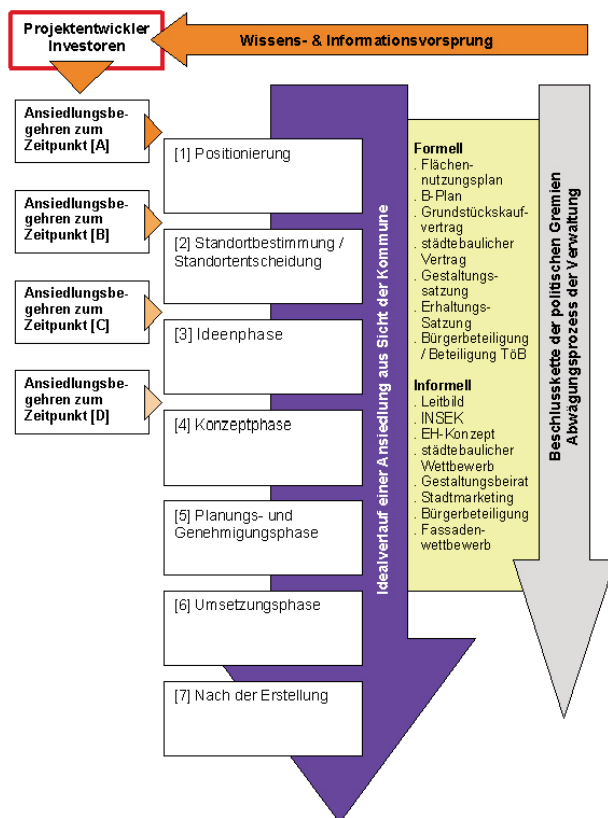 Projektentwickler
Investoren
Wissens- & Informationsvorsprung
Ansiedlungsbe-
gehren zum
Zeitpunkt [A]
Ansiedlungsbe-
gehren zum
Zeitpunkt [B]
Ansiedlungsbe-
gehren zum
Zeitpunkt [C]
Ansiedlungsbe-
gehren zum
Zeitpunkt [D]
[1] Positionierung
[2] Standortbestimmung /
Standortentscheidung
[3] Ideenphase
[4] Konzeptphase
[5] Planungs- und
Genehmigungsphase
[6] Umsetzungsphase
[7] Nach der Erstellung
Idealverlauf einer Ansiedlung aus Sicht der Kommune
Formell
. Flächen-
nutzungsplan
. B-Plan
. Grundstückskauf-
vertrag
. städtebaulicher
Vertrag
. Gestaltungs-
satzung
. Erhaltungs-
Satzung
. Bürgerbeteiligung
/ Beteiligung TöB
Informell
. Leitbild
. INSEK
. EH-Konzept
. städtebaulicher
Wettbewerb
. Gestaltungsbeirat
. Stadtmarketing
. Bürgerbeteiligung
. Fassaden-
wettbewerb
Beschlusskette der politischen Gremien
Abwägungsprozess der Verwaltung